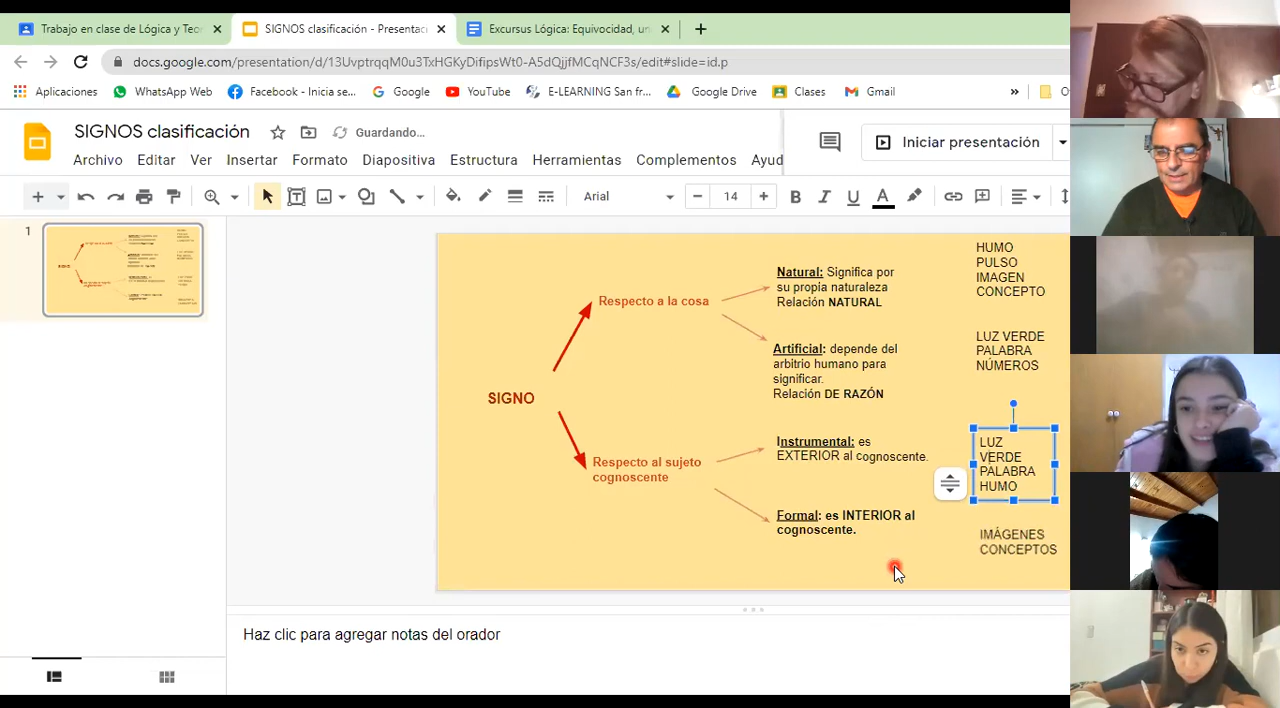 Trabajo en clase de Lógica y Teo
SIGNOS clasificación - Presentac
Excursus Lógica: Equivocidad, un
docs.google.com/presentation/d/13UvptrqqM0u3TxHGKyDifipsWt0-A5dQjjfMCqNCF3s/edit#slide=id.p
Aplicaciones
WhatsApp Web
Facebook - Inicia se...
Google
YouTube
E-LEARNING San fr...
Google Drive
Clases
Gmail
»
SIGNOS clasificación
Guardando...
Archivo Editar Ver Insertar Formato Diapositiva Estructura Herramientas Complementos Ayud
Iniciar presentación
Arial
14
B I U A
1
SIGNO
Respecto a la cosa
Natural: Significa por
su propia naturaleza
Relación NATURAL
HUMO
PULSO
IMAGEN
CONCEPTO
Artificial: depende del
arbitrio humano para
significar.
Relación DE RAZÓN
LUZ VERDE
PALABRA
NÚMEROS
Respecto al sujeto
cognoscente
Instrumental: es
EXTERIOR al cognoscente.
LUZ
VERDE
PALABRA
HUMO
Formal: es INTERIOR al
cognoscente.
IMÁGENES
CONCEPTOS
Haz clic para agregar notas del orador